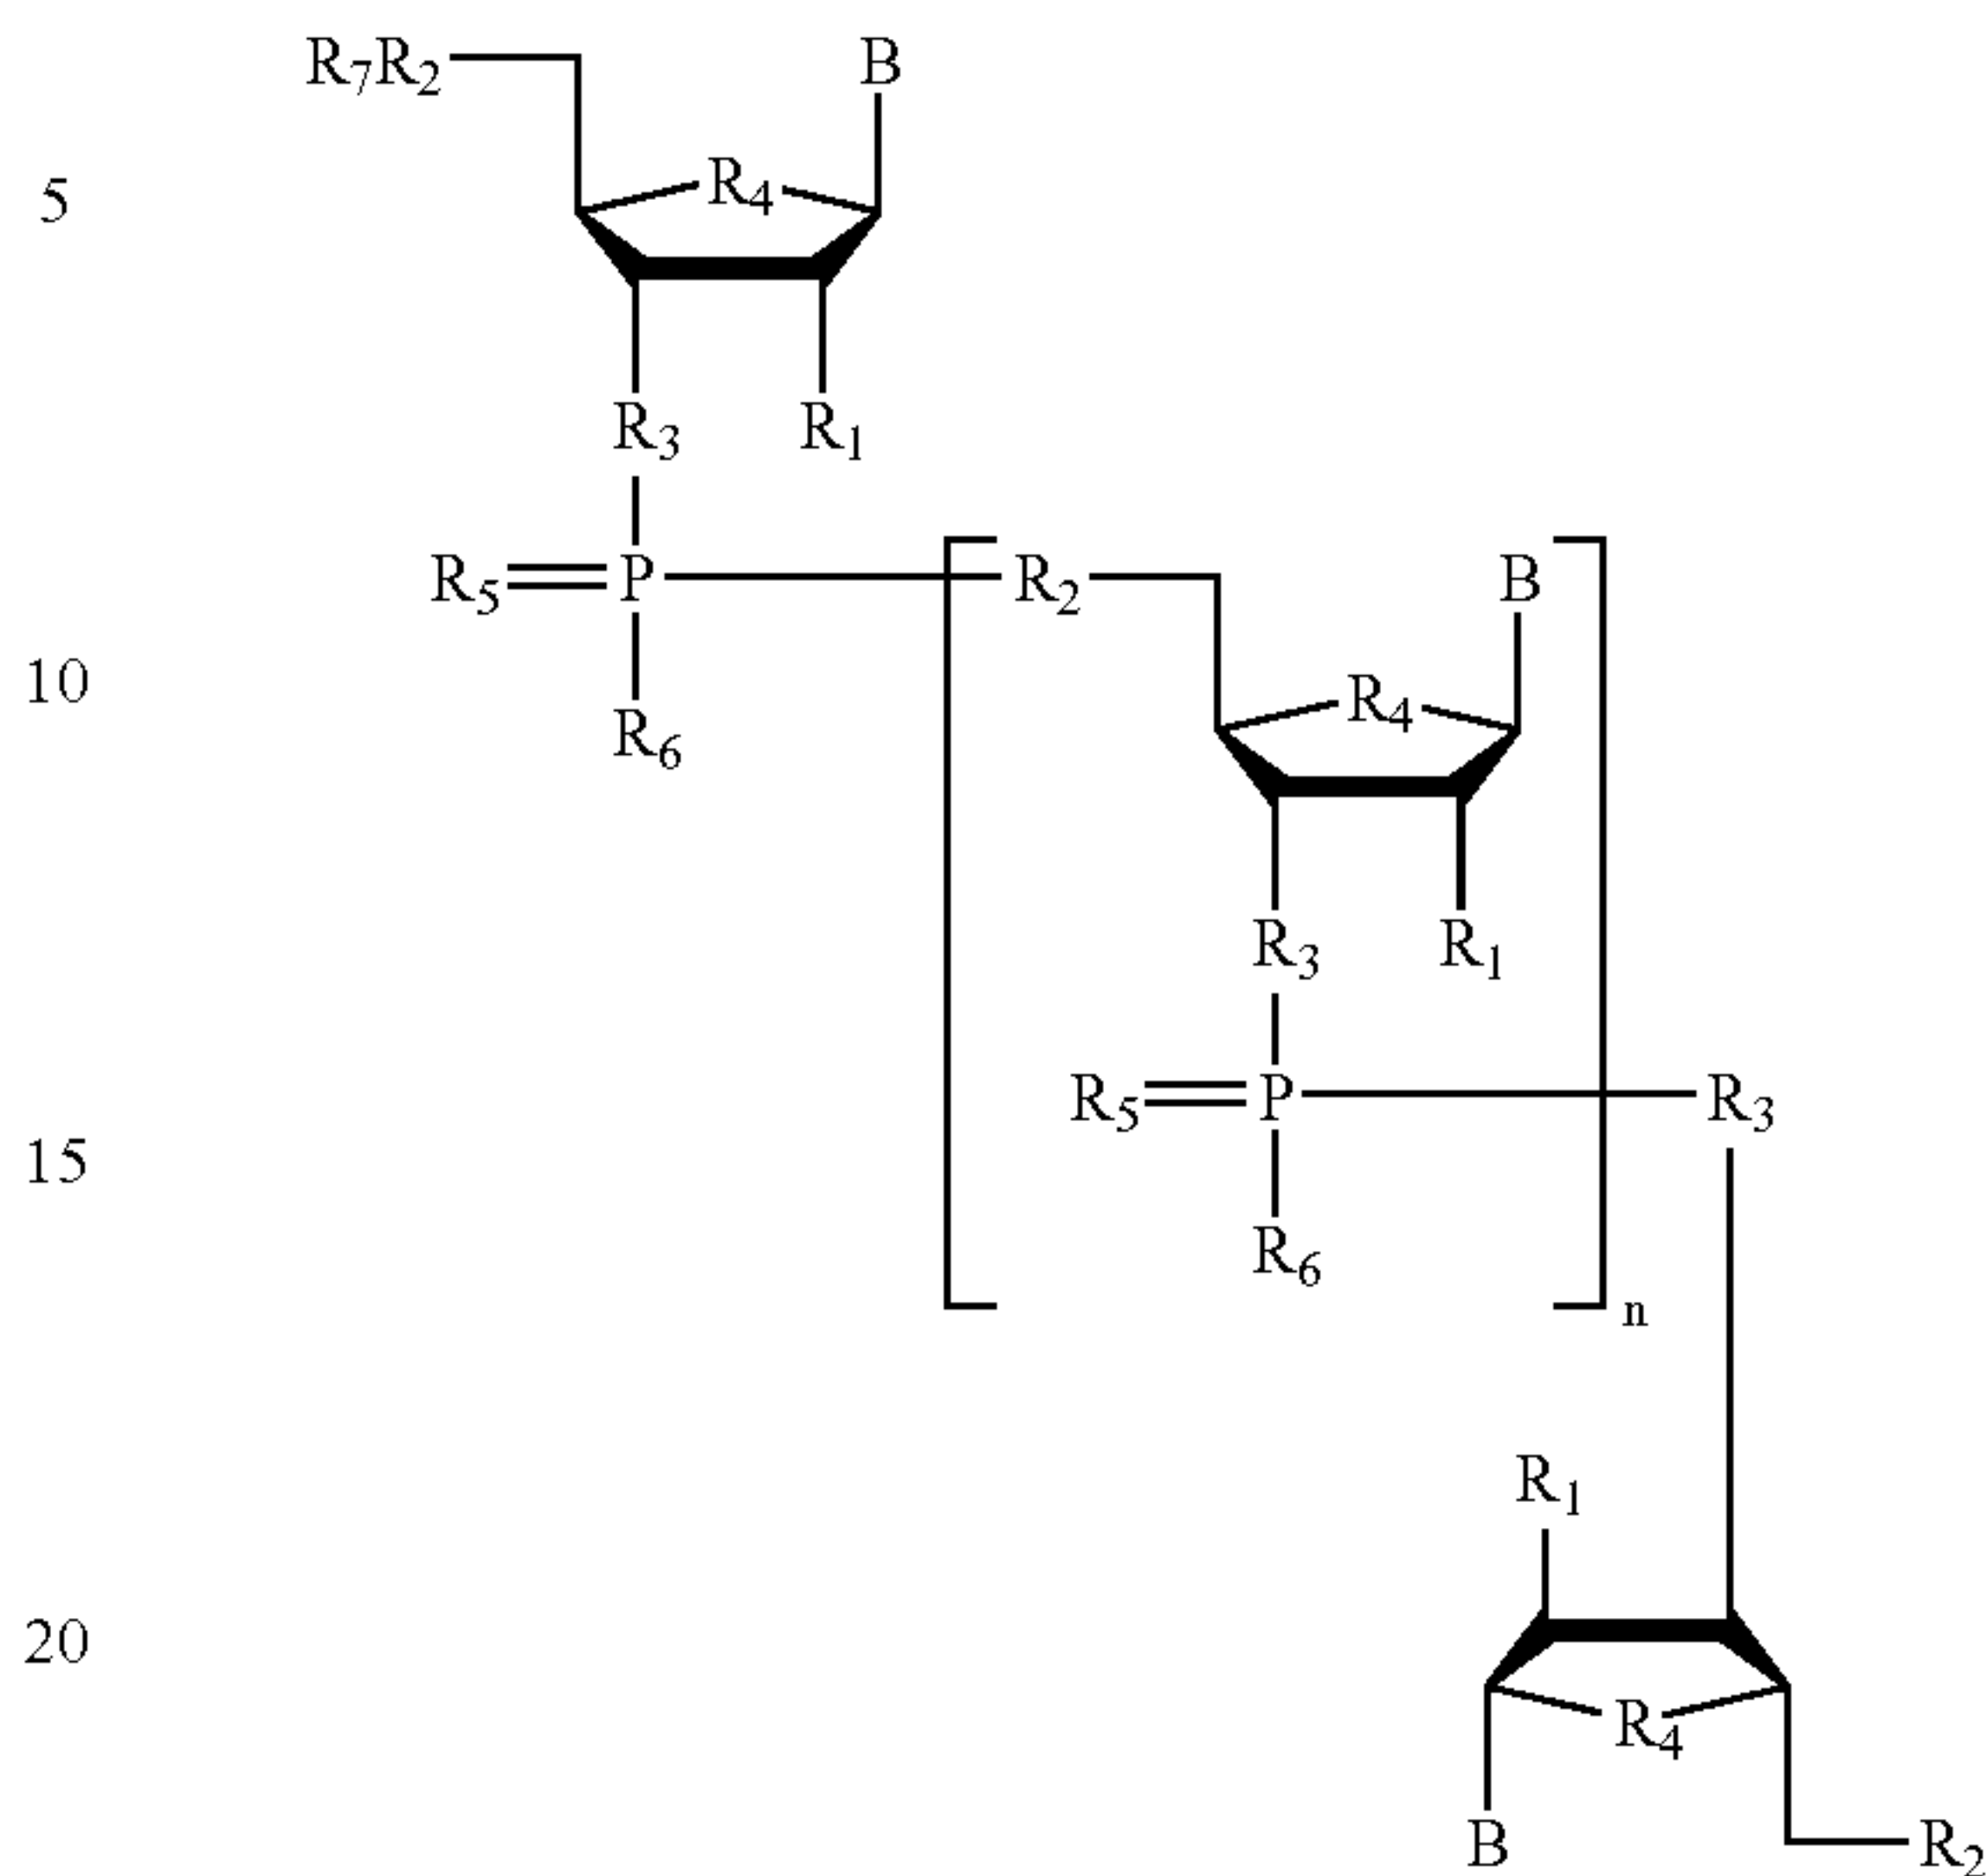 R₇R₂ B
5 R₄
R₃ R₁
R₅ P R₂ B
10 R₆ R₄
R₃ R₁
R₅ P R₃
15
R₆
n
R₁
20
R₄
B R₂